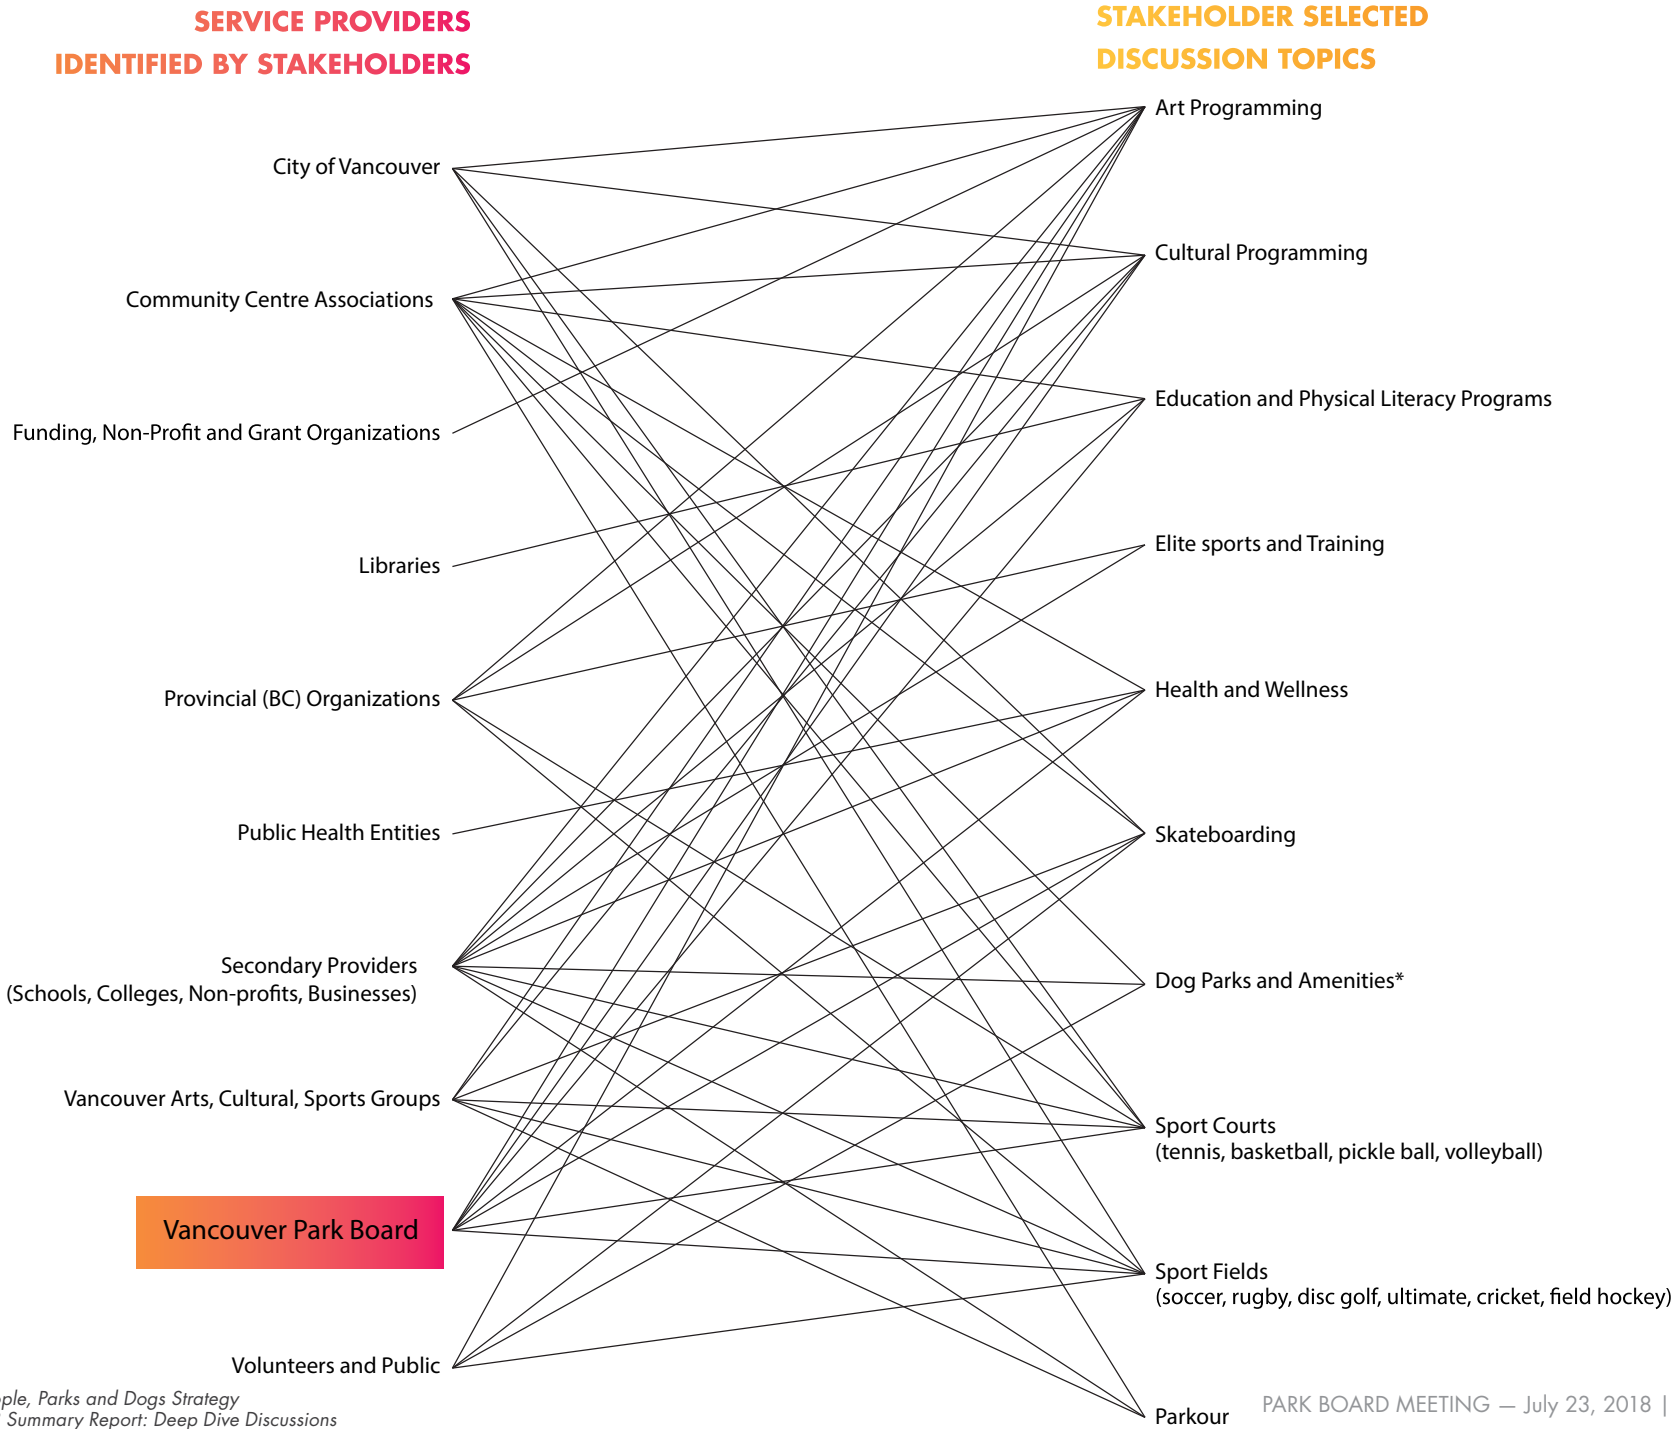 SERVICE PROVIDERS
IDENTIFIED BY STAKEHOLDERS
City of Vancouver
Community Centre Associations
Funding, Non-Profit and Grant Organizations
Libraries
Provincial (BC) Organizations
Public Health Entities
Secondary Providers
(Schools, Colleges, Non-profits, Businesses)
Vancouver Arts, Cultural, Sports Groups
Vancouver Park Board
Volunteers and Public
STAKEHOLDER SELECTED
DISCUSSION TOPICS
Art Programming
Cultural Programming
Education and Physical Literacy Programs
Elite sports and Training
Health and Wellness
Skateboarding
Dog Parks and Amenities*
Sport Courts
(tennis, basketball, pickle ball, volleyball)
Sport Fields
(soccer, rugby, disc golf, ultimate, cricket, field hockey)
Parkour
ple, Parks and Dogs Strategy
Summary Report: Deep Dive Discussions
PARK BOARD MEETING — July 23, 2018 |